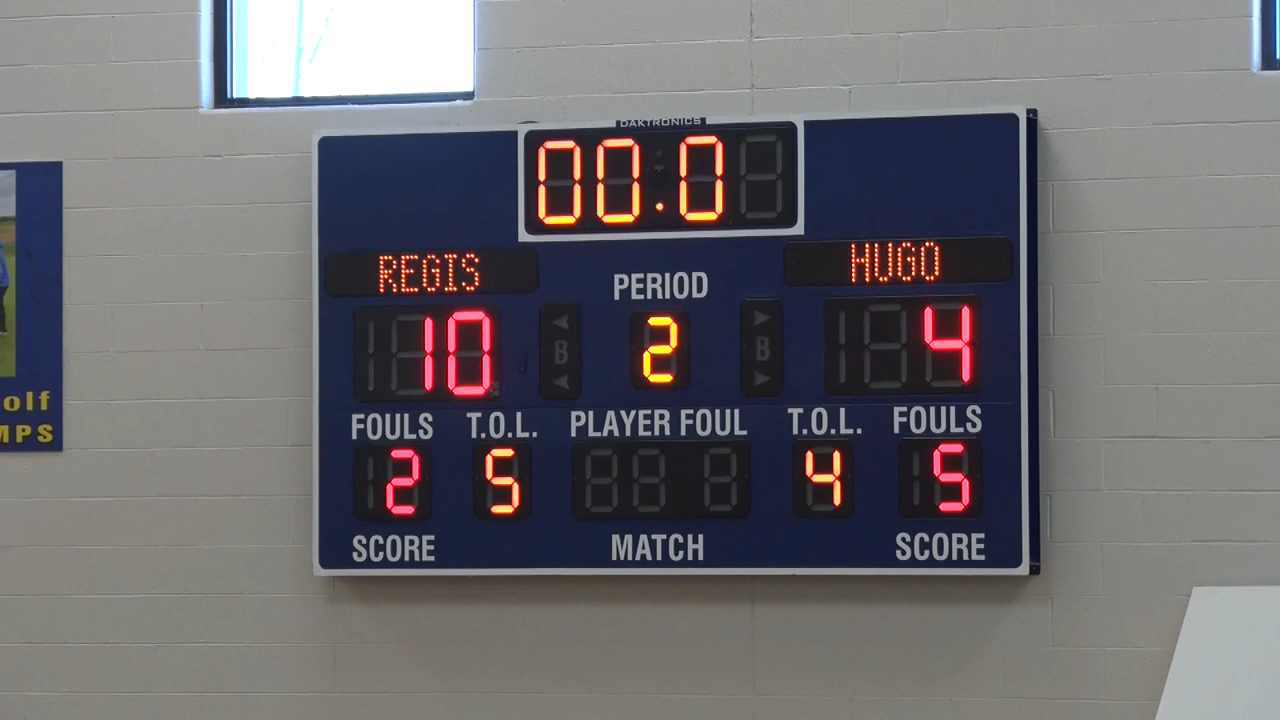 DAKTRONICS
00.0
REGIS
HUGO
PERIOD
10
B
2
B
4
FOULS
T.O.L.
PLAYER FOUL
T.O.L.
FOULS
2
5
4
5
SCORE
MATCH
SCORE
olf
MPS